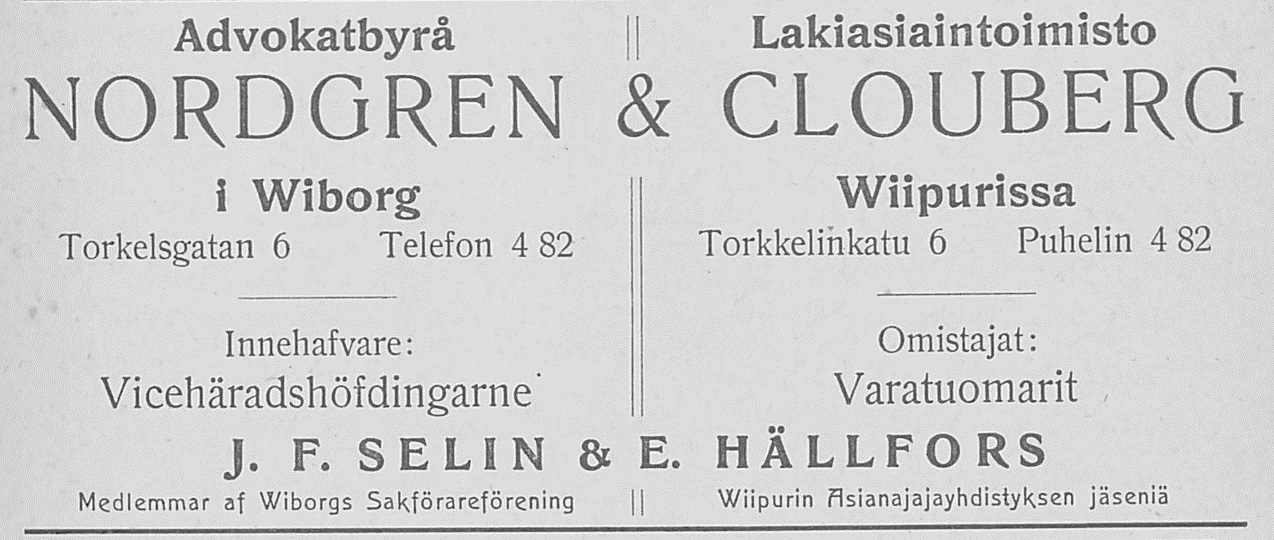 Advokatbyrå || Lakiasiaintoimisto
NORDGREN & CLOUBERG
i Wiborg
Torkelsgatan 6 Telefon 4 82
Innehafvare:
Vicehäradshöfdingarne
Wiipurissa
Torkkelinkatu 6 Puhelin 4 82
Omistajat:
Varatuomarit
J. F. SELIN & E. HÄLLFORS
Medlemmar af Wiborgs Sakförareförening || Wiipurin Asianajajayhdistyksen jäseniä